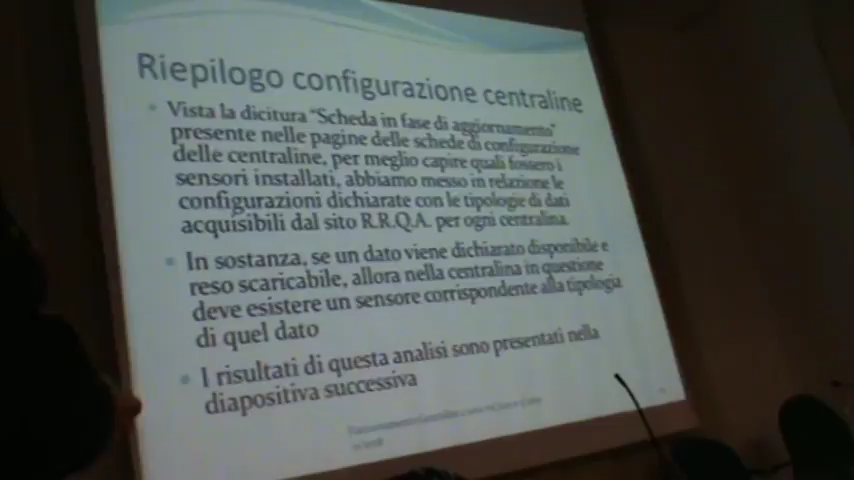 Riepilogo configurazione centraline
Vista la dicitura "Scheda in fase di aggiornamento"
presente nelle pagine delle schede di configurazione
delle centraline, per meglio capire quali fossero i
sensori installati, abbiamo messo in relazione le
configurazioni dichiarate con le tipologie di dati
acquisibili dal sito R.R.Q.A. per ogni centralina.
In sostanza, se un dato viene dichiarato disponibile e
reso scaricabile, allora nella centralina in questione
deve esistere un sensore corrispondente alla tipologia
di quel dato
I risultati di questa analisi sono presentati nella
diapositiva successiva